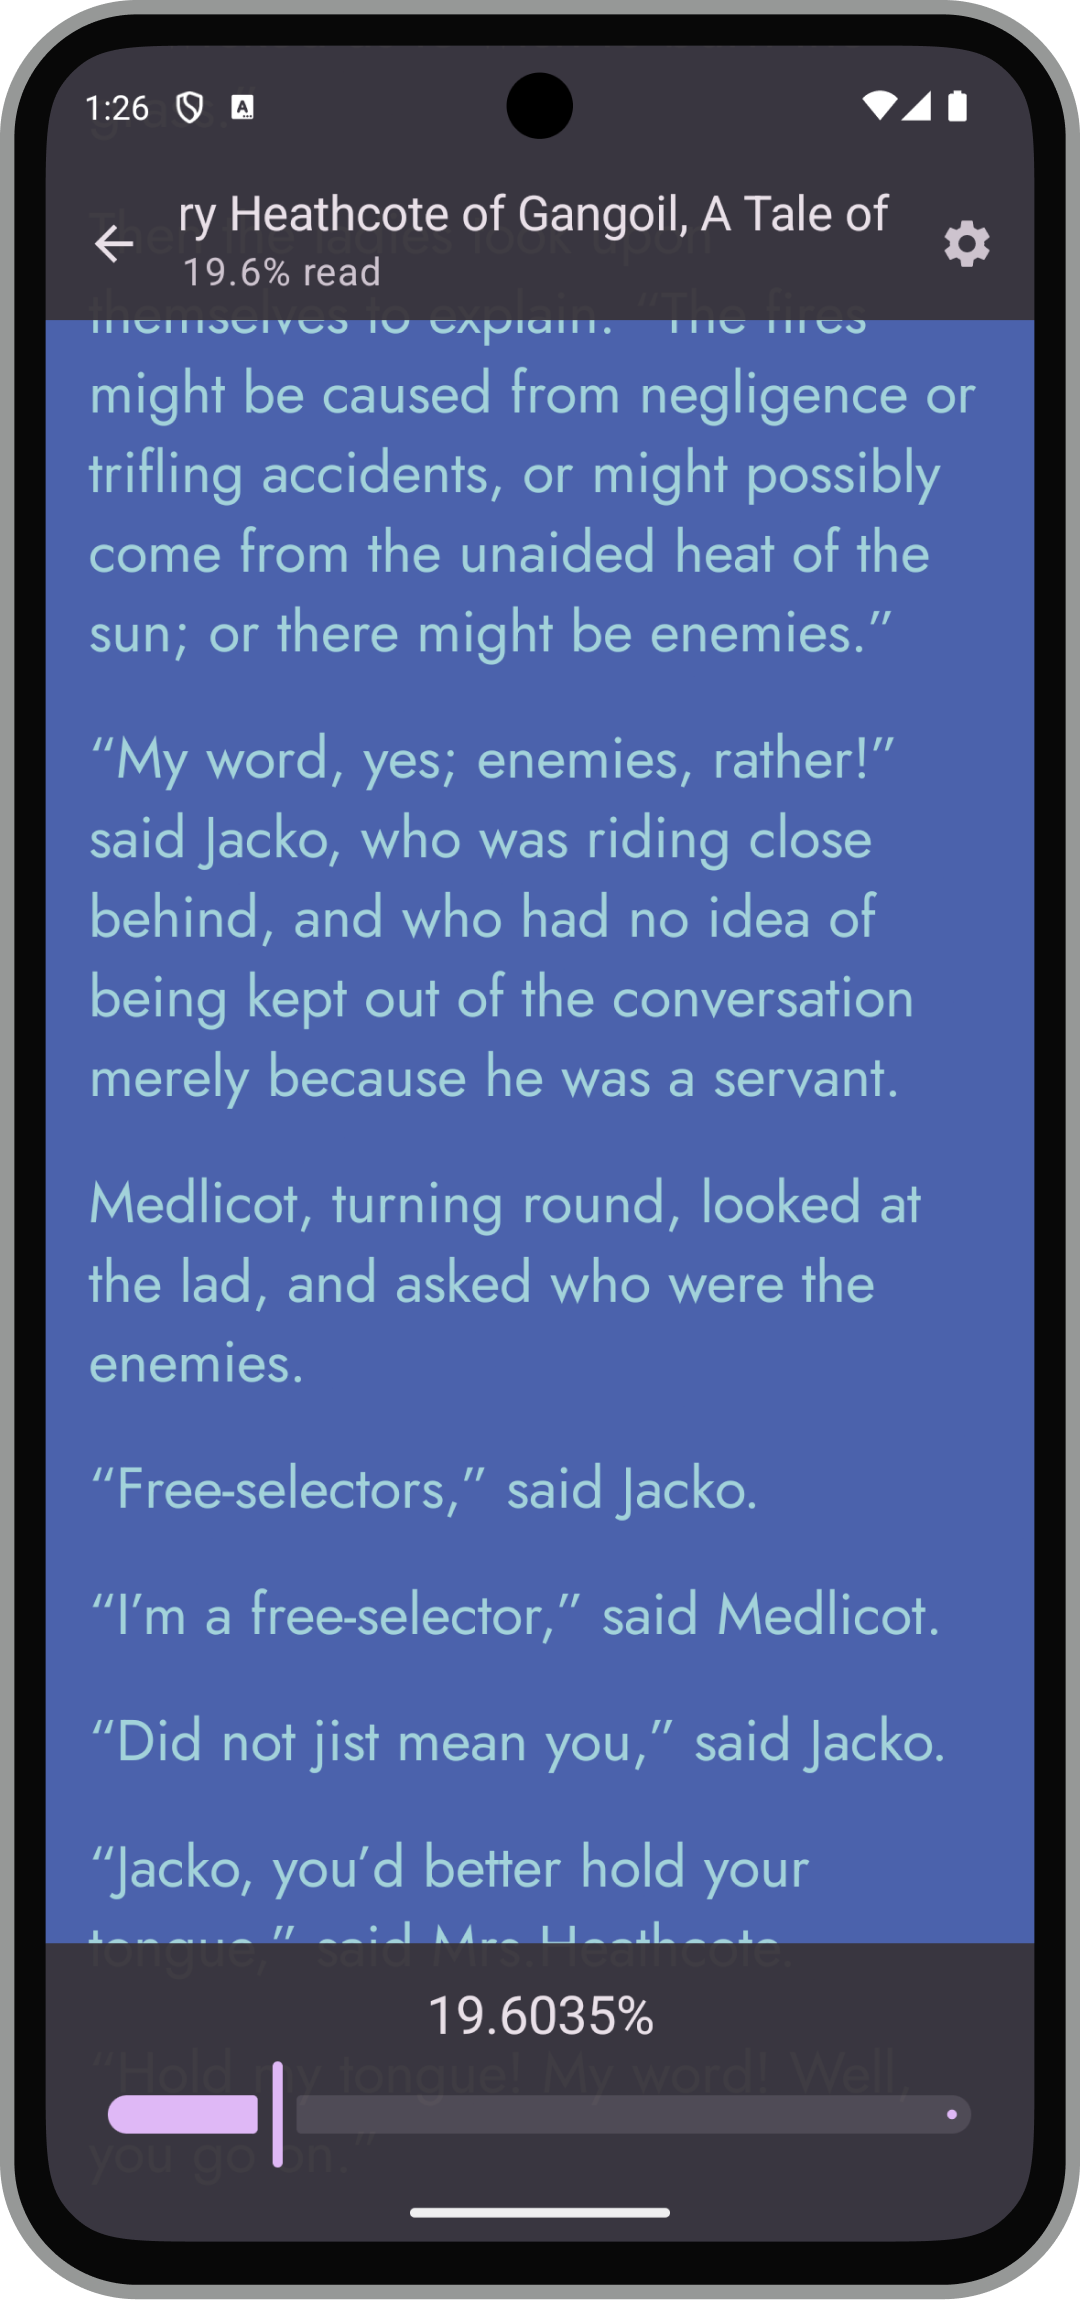 1:26
grass.”
ry Heathcote of Gangoil, A Tale of
19.6% read
Then the ladies look upon
themselves to explain. “The fires
might be caused from negligence or
trifling accidents, or might possibly
come from the unaided heat of the
sun; or there might be enemies.”
“My word, yes; enemies, rather!”
said Jacko, who was riding close
behind, and who had no idea of
being kept out of the conversation
merely because he was a servant.
Medlicot, turning round, looked at
the lad, and asked who were the
enemies.
“Free-selectors,” said Jacko.
“I’m a free-selector,” said Medlicot.
“Did not jist mean you,” said Jacko.
“Jacko, you’d better hold your
tongue,” said Mrs. Heathcote.
19.6035%
“Hold my tongue! My word! Well,
you go on.”